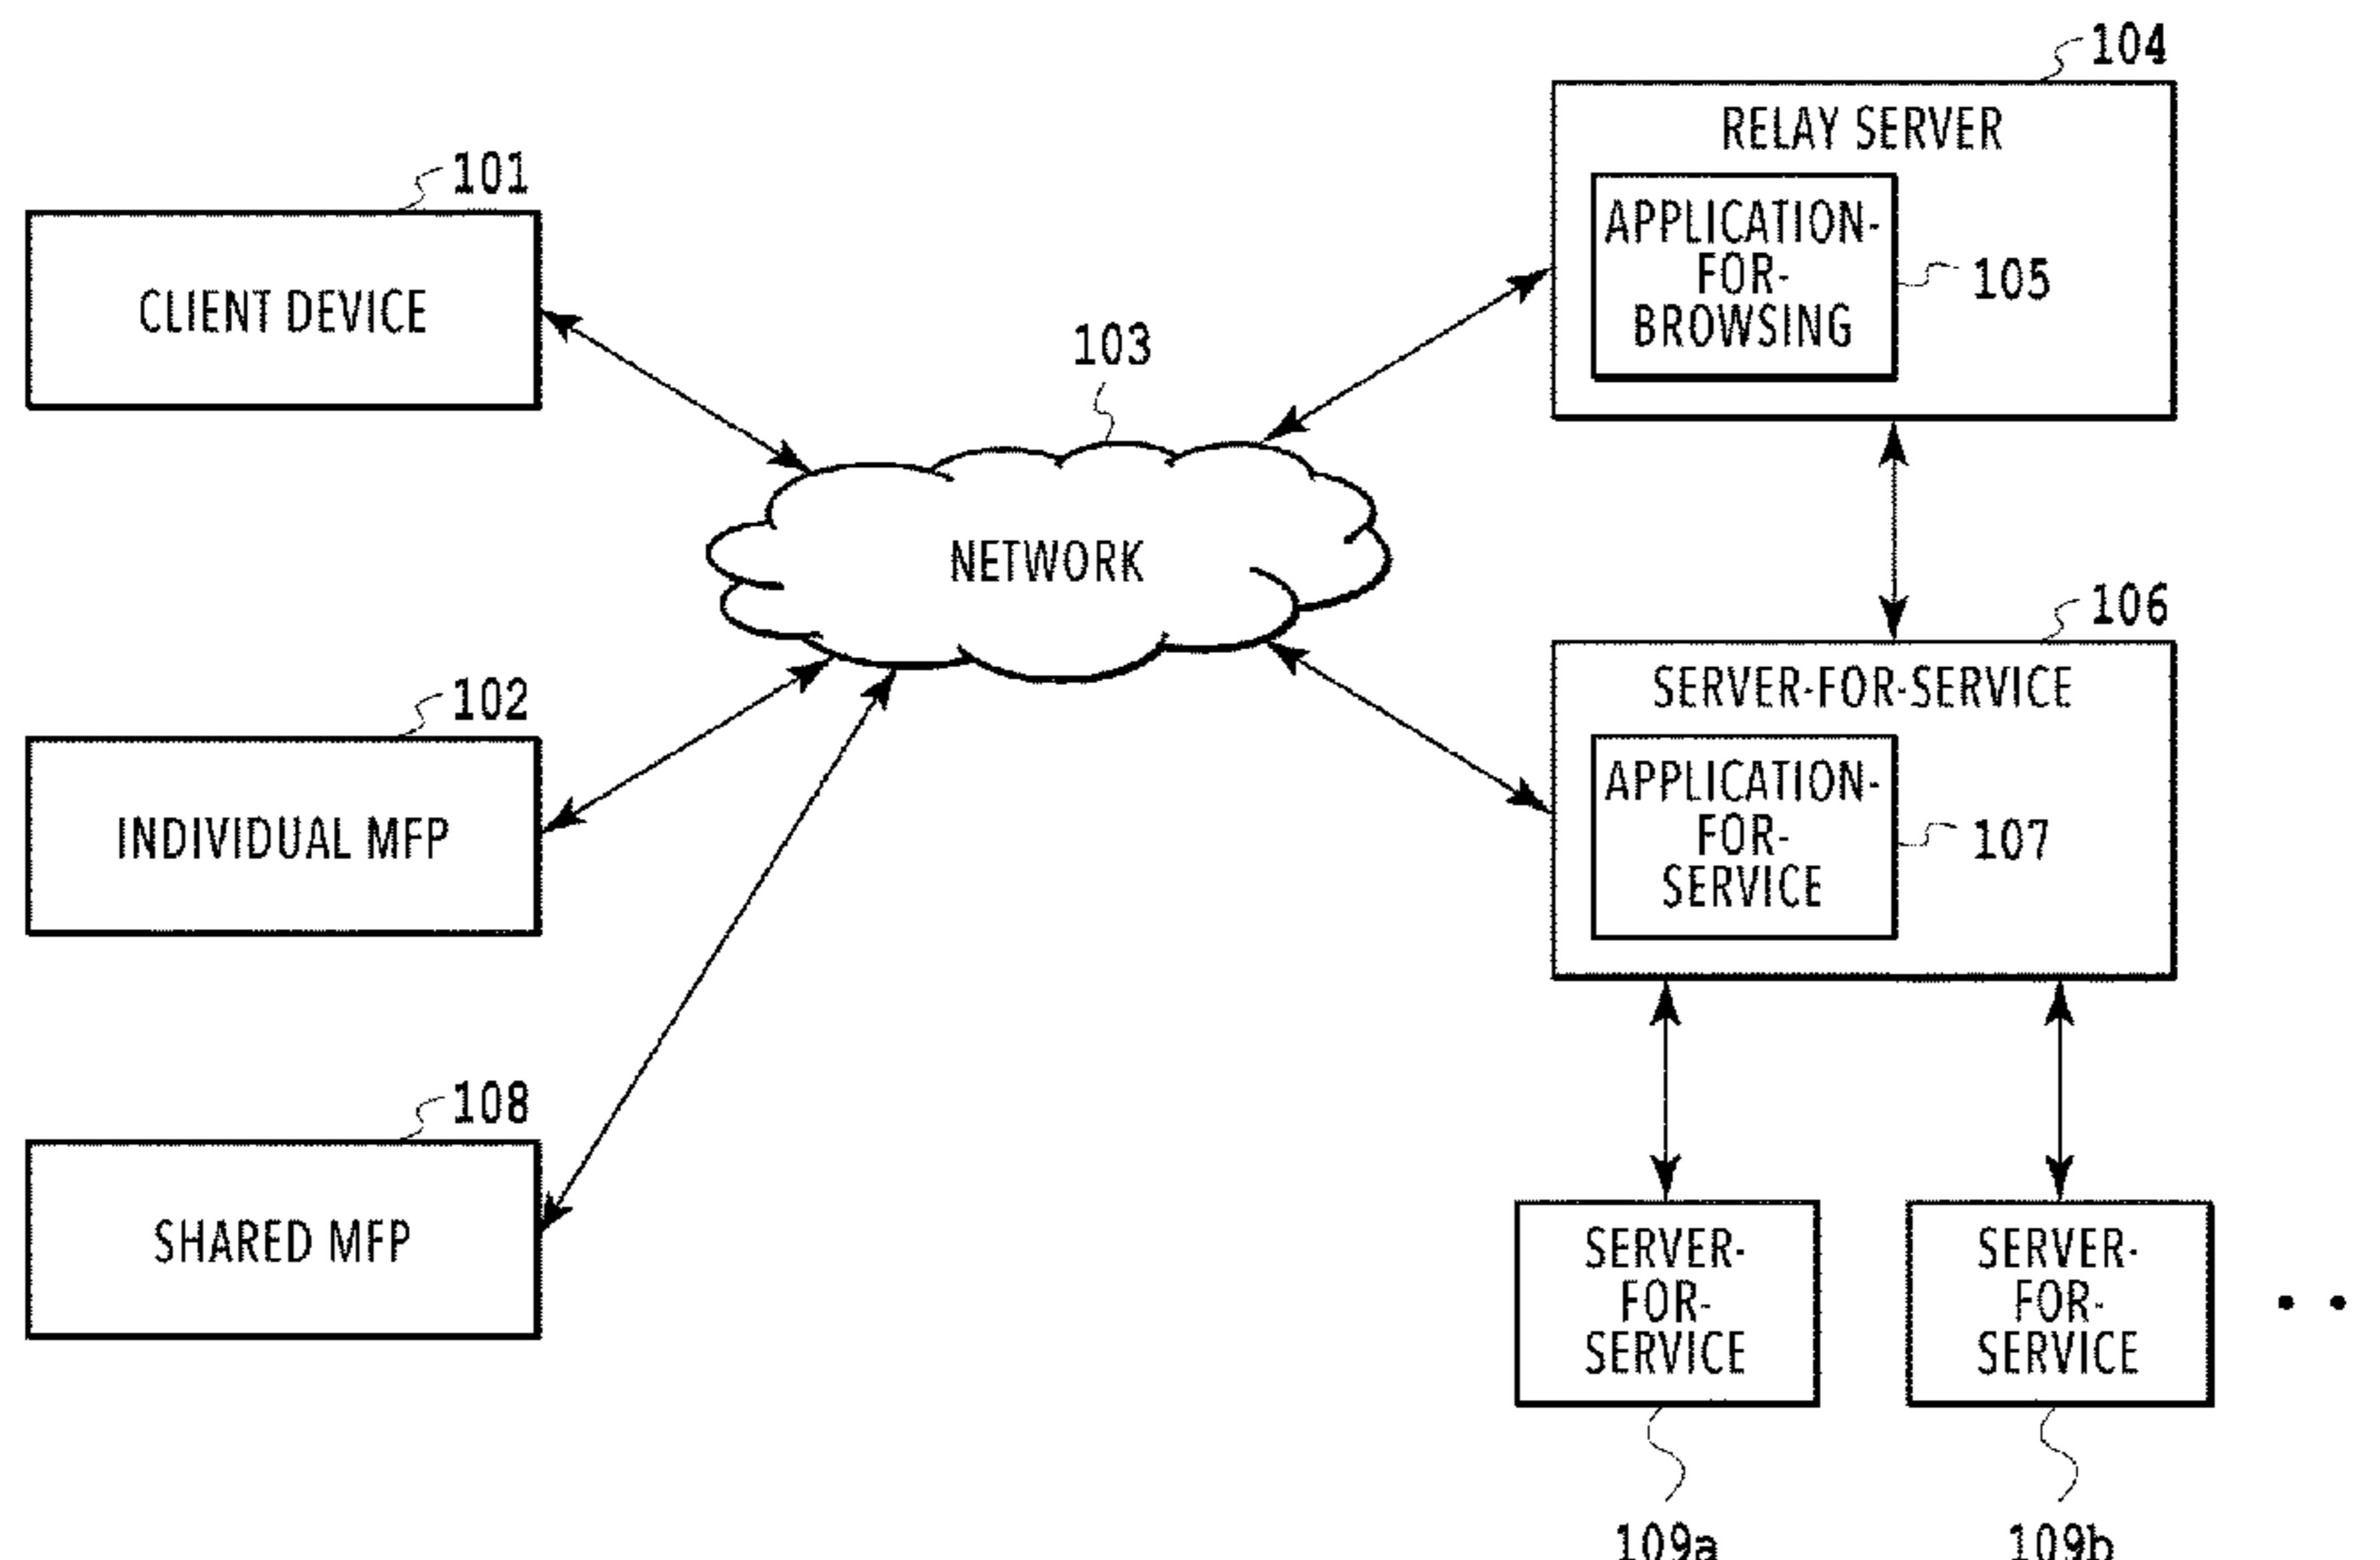 104
RELAY SERVER
APPLICATION-
FOR-
BROWSING
105
101
CLIENT DEVICE
103
NETWORK
106
SERVER-FOR-SERVICE
APPLICATION-
FOR-
SERVICE
107
102
INDIVIDUAL MFP
108
SHARED MFP
SERVER-
FOR-
SERVICE
SERVER-
FOR-
SERVICE
109a
109b